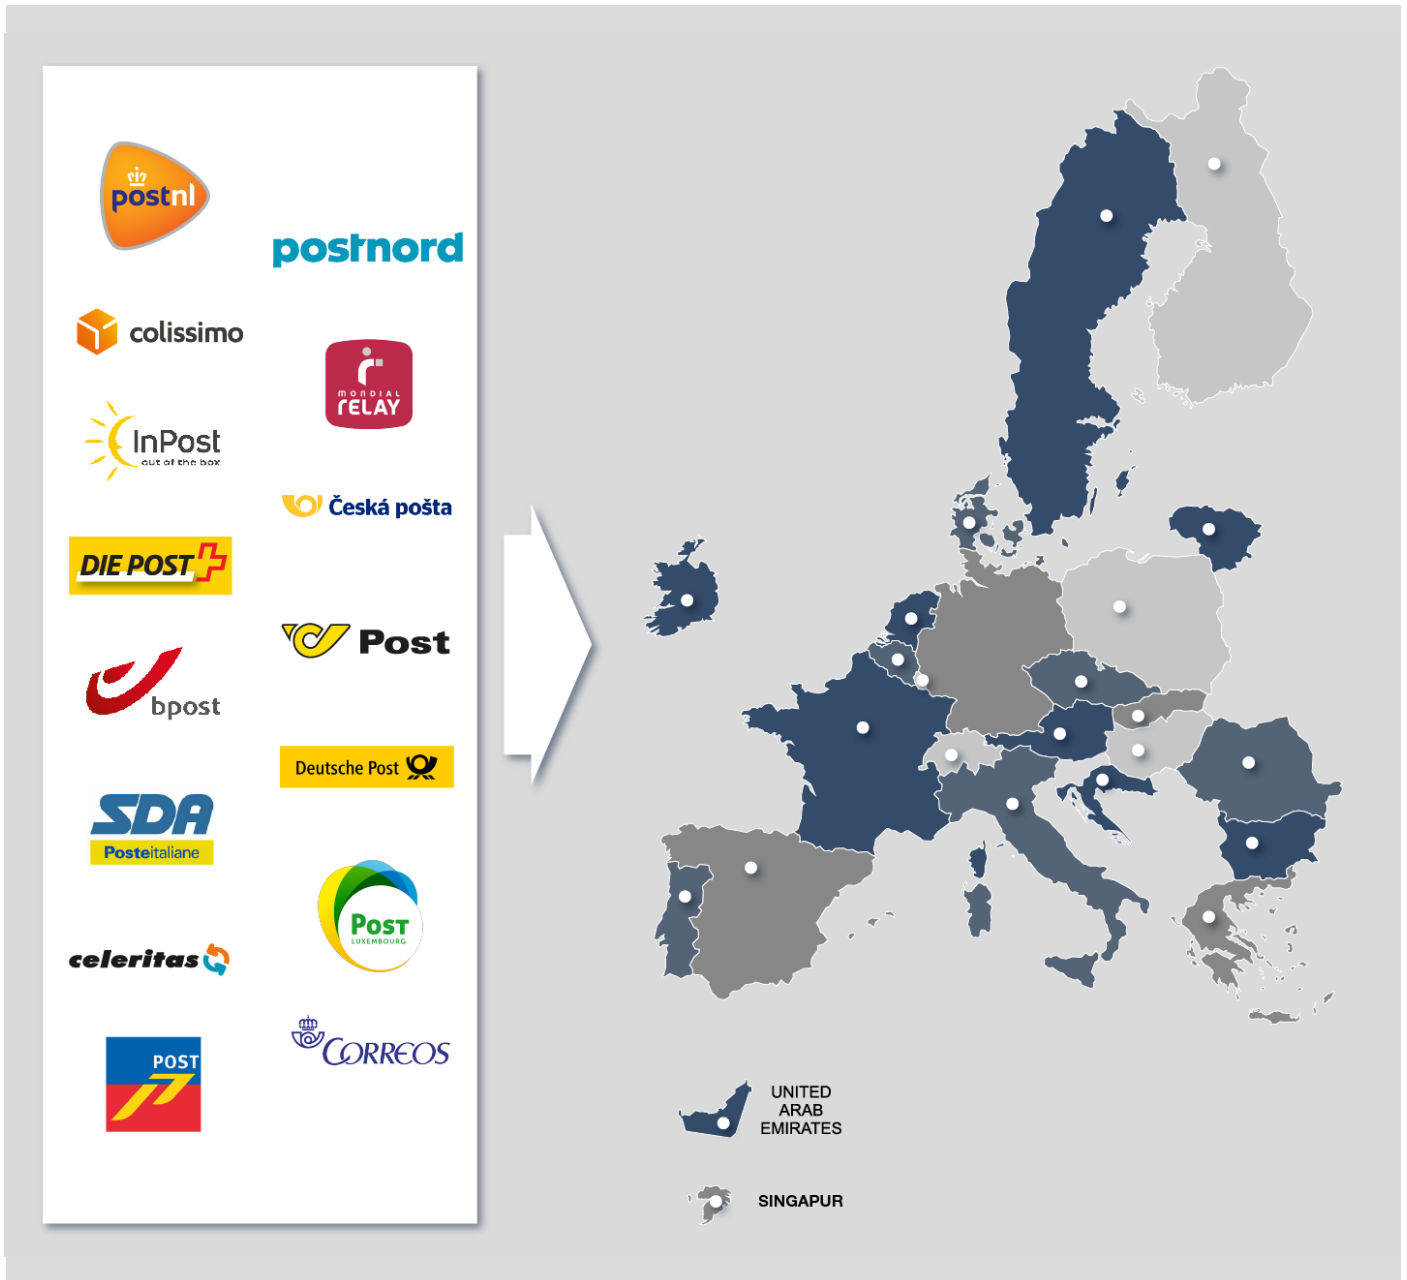 postnl
postnord
colissimo
MONDIAL
rELAY
InPost
out of the box
Česká pošta
DIE POST
Post
bpost
Deutsche Post
SDA
Posteitaliane
POST
LUXEMBOURG
celeritas
CORREOS
POST
UNITED
ARAB
EMIRATES
SINGAPUR